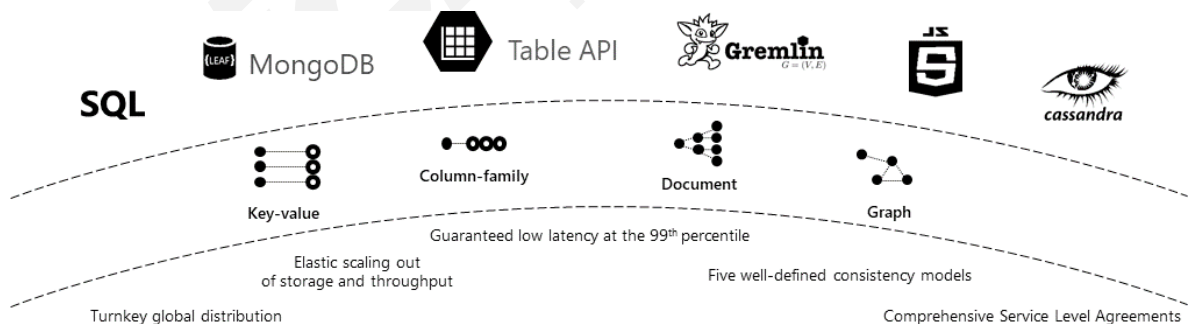 SQL
{LEAF}
MongoDB
Table API
Gremlin
G = (V, E)
JS
5
cassandra
Key-value
Column-family
Document
Graph
Guaranteed low latency at the 99th percentile
Elastic scaling out
of storage and throughput
Five well-defined consistency models
Turnkey global distribution
Comprehensive Service Level Agreements